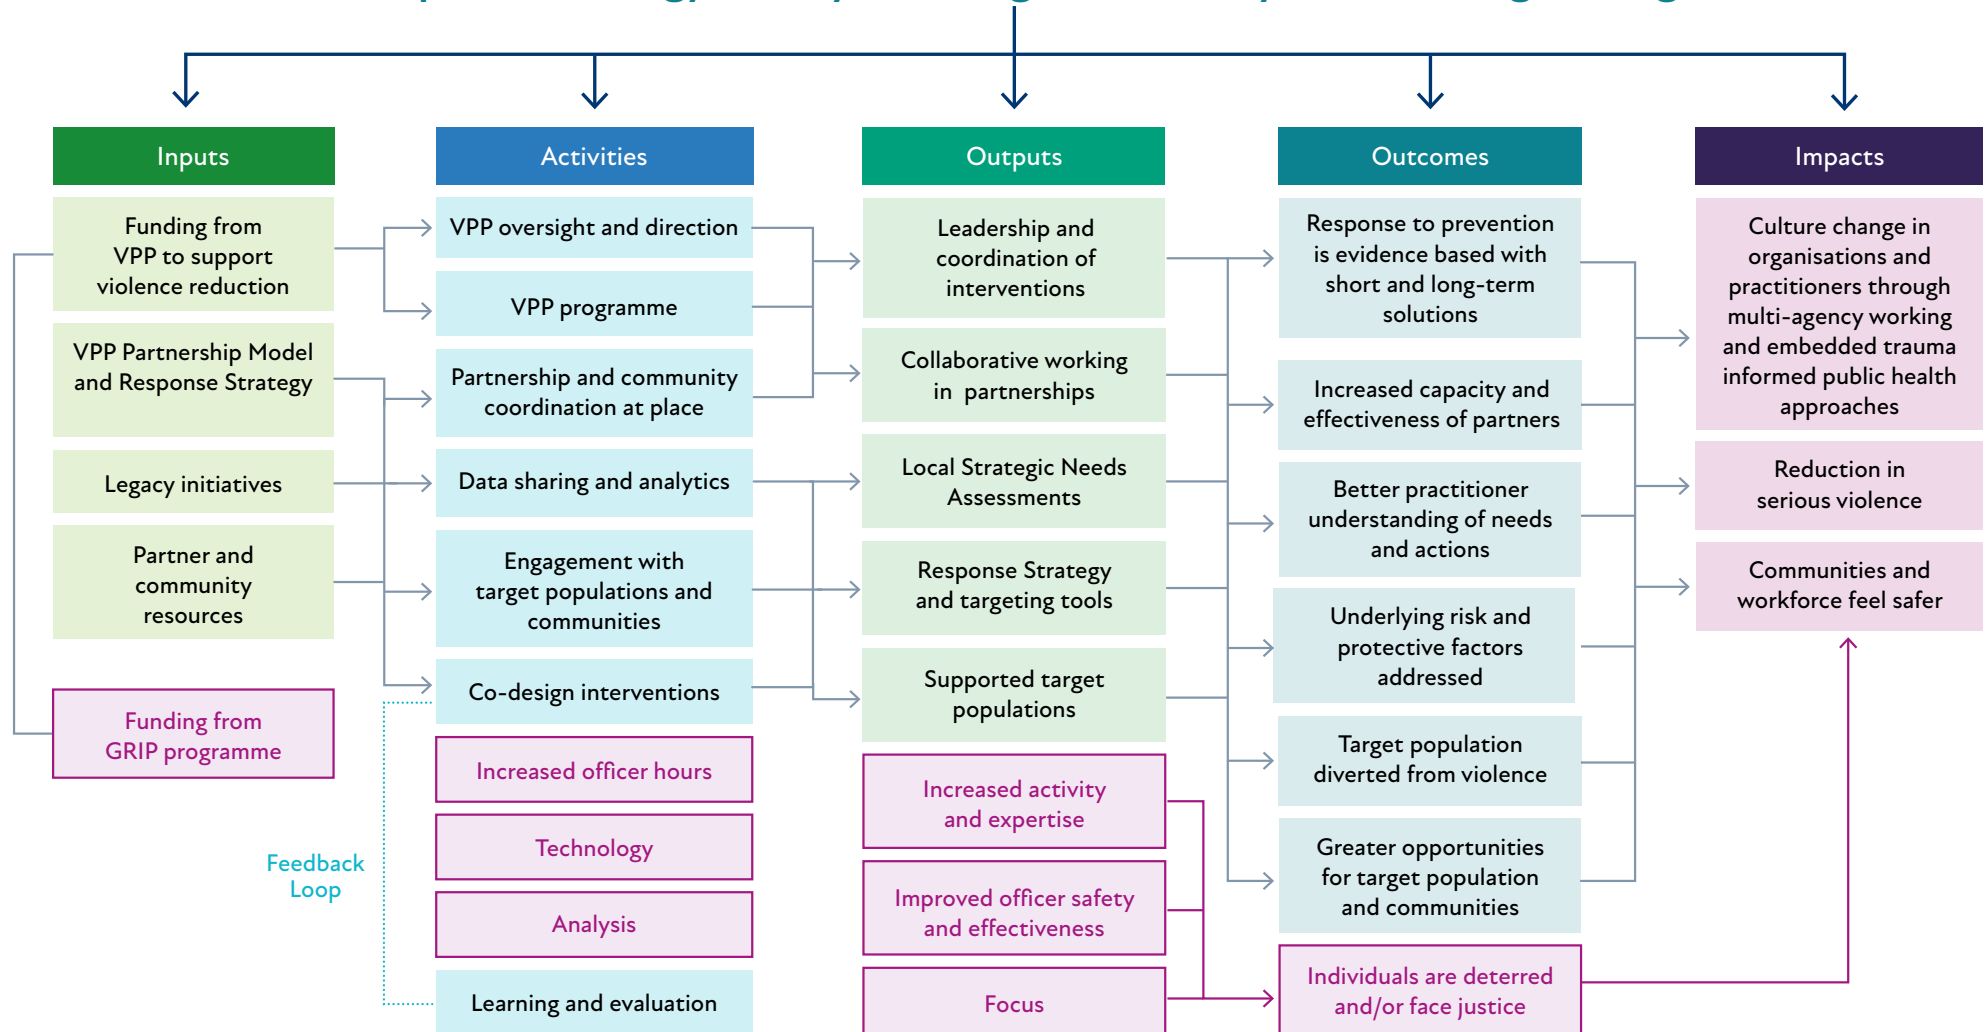 Inputs
Funding from
VPP to support
violence reduction
VPP Partnership Model
and Response Strategy
Legacy initiatives
Partner and
community
resources
Funding from
GRIP programme
Feedback
Loop
Activities
VPP oversight and direction
VPP programme
Partnership and community
coordination at place
Data sharing and analytics
Engagement with
target populations and
communities
Co-design interventions
Increased officer hours
Technology
Analysis
Learning and evaluation
Outputs
Leadership and
coordination of
interventions
Collaborative working
in partnerships
Local Strategic Needs
Assessments
Response Strategy
and targeting tools
Supported target
populations
Increased activity
and expertise
Improved officer safety
and effectiveness
Focus
Outcomes
Response to prevention
is evidence based with
short and long-term
solutions
Increased capacity and
effectiveness of partners
Better practitioner
understanding of needs
and actions
Underlying risk and
protective factors
addressed
Target population
diverted from violence
Greater opportunities
for target population
and communities
Individuals are deterred
and/or face justice
Impacts
Culture change in
organisations and
practitioners through
multi-agency working
and embedded trauma
informed public health
approaches
Reduction in
serious violence
Communities and
workforce feel safer